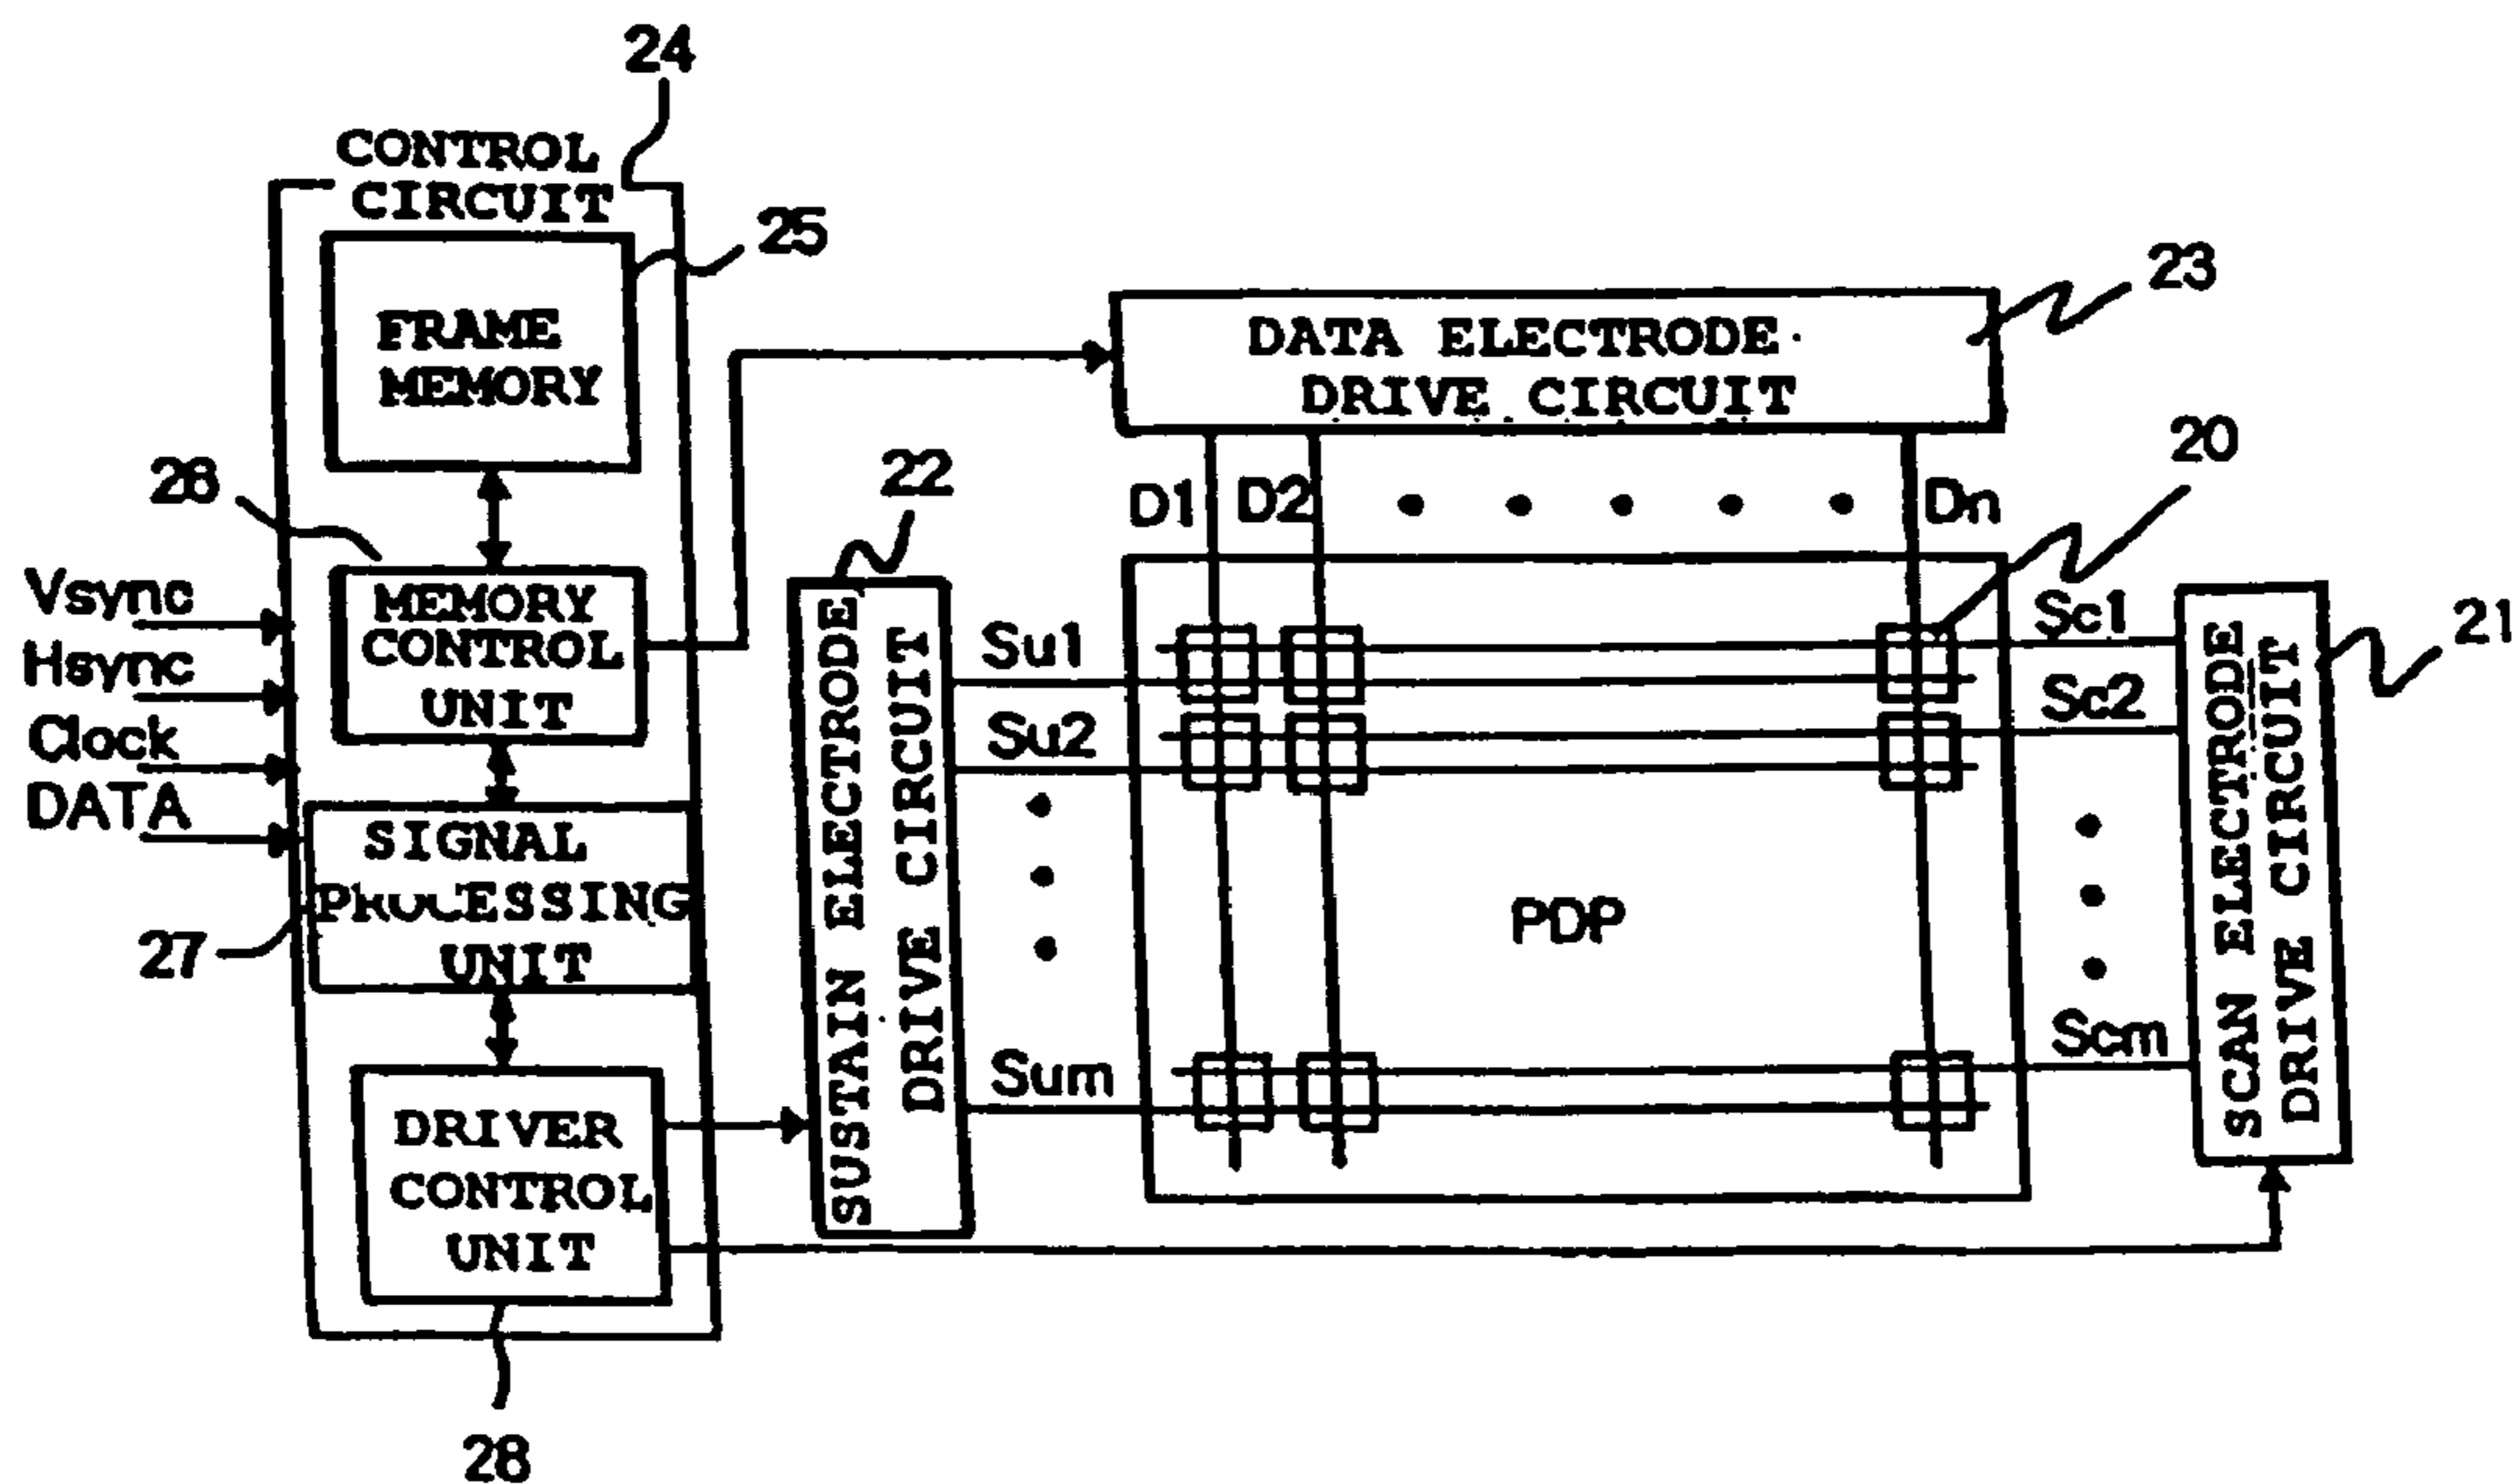 24
CONTROL
CIRCUIT
25
FRAME
MEMORY
26
MEMORY
CONTROL
UNIT
Vsync
Hsync
Clock
DATA
SIGNAL
PROCESSING
UNIT
27
DRIVER
CONTROL
UNIT
28
22
SUSTAIN ELECTRODE
DRIVE CIRCUIT
DATA ELECTRODE
DRIVE CIRCUIT
23
D1 D2 Dn
20
Su1
Su2
Sum
PDP
Sc1
Sc2
Scm
SCAN ELECTRODE
DRIVE CIRCUIT
21